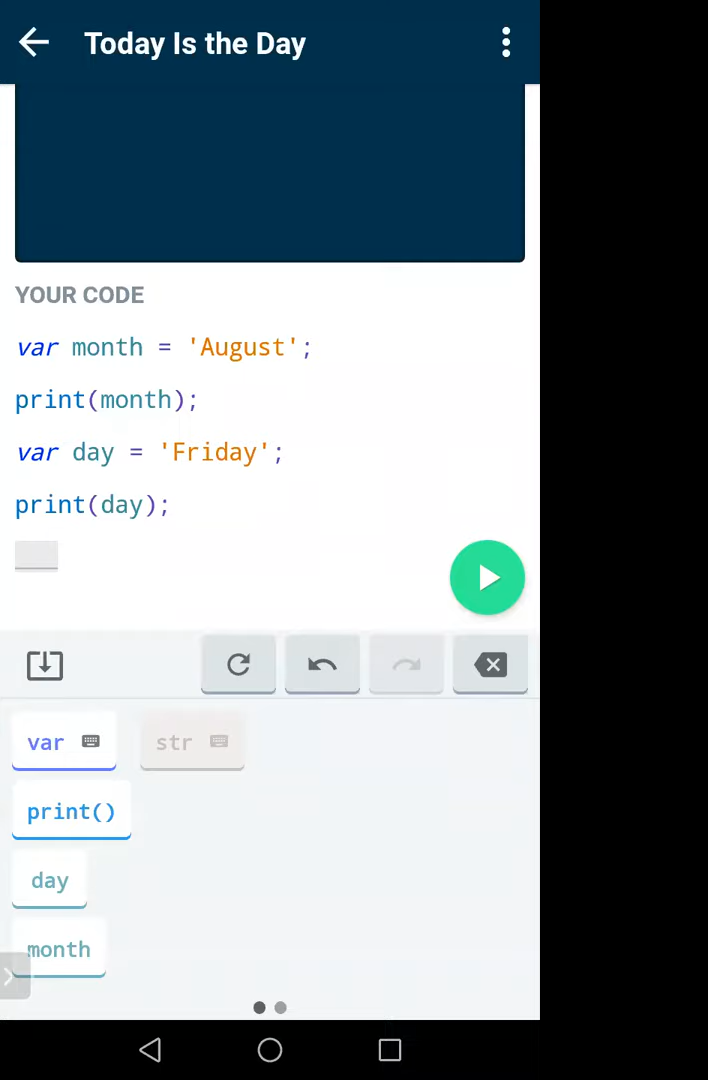 Today Is the Day
YOUR CODE
var month = 'August';
print(month);
var day = 'Friday';
print(day);
var
str
print()
day
month